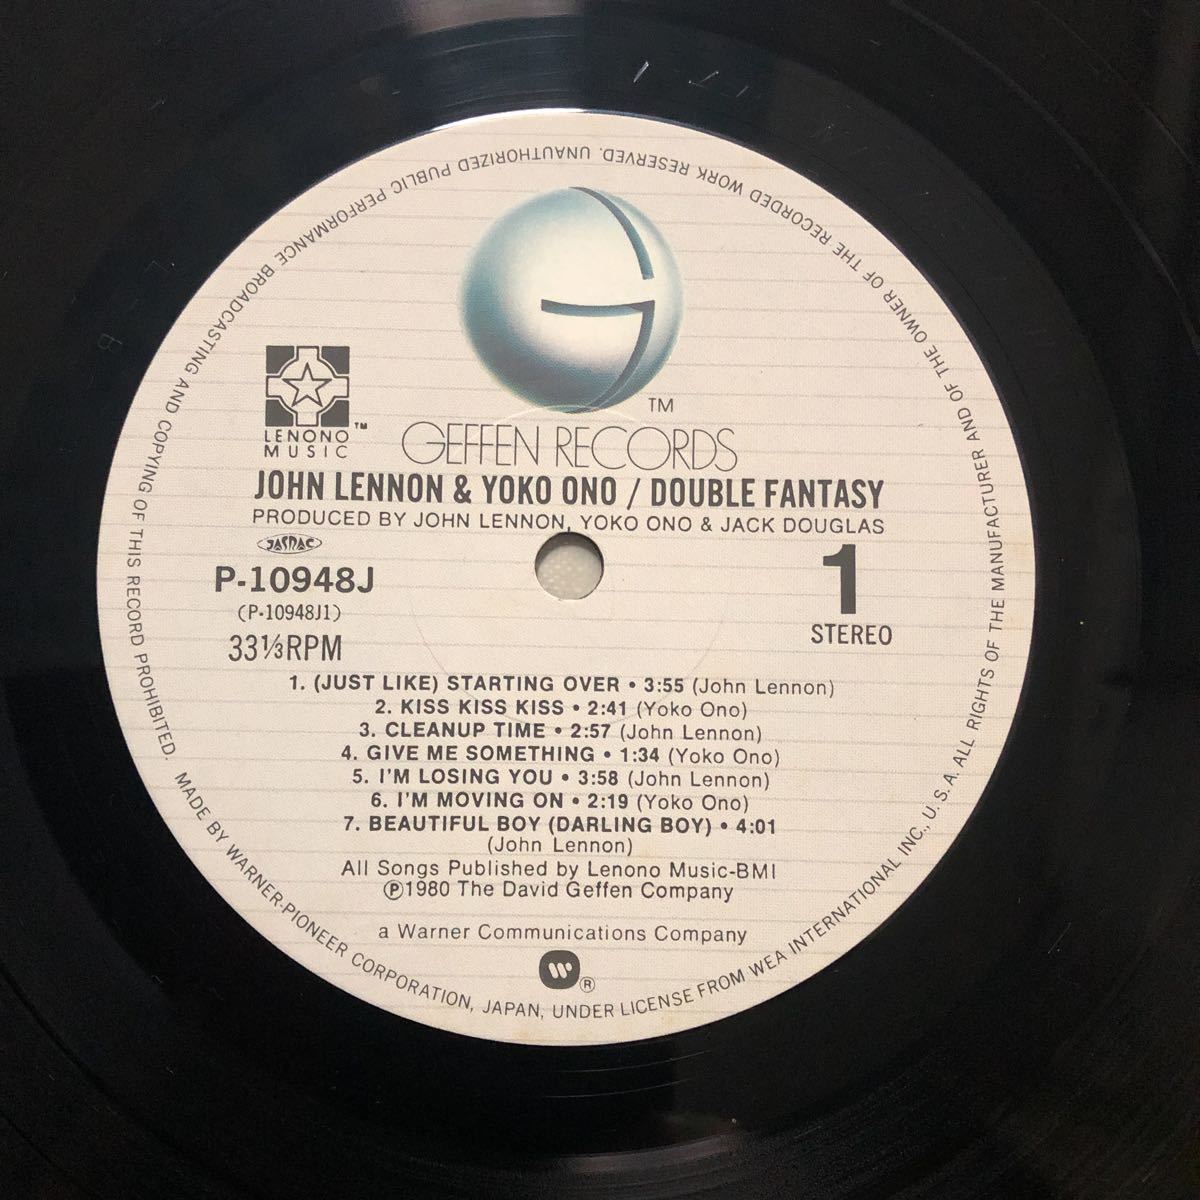 TM
LENONO ™
MUSIC
GEFFEN RECORDS
JOHN LENNON & YOKO ONO / DOUBLE FANTASY
PRODUCED BY JOHN LENNON, YOKO ONO & JACK DOUGLAS
JASRAC
P-10948J
(P-10948J1)
33⅓RPM
1
STEREO
1. (JUST LIKE) STARTING OVER • 3:55 (John Lennon)
2. KISS KISS KISS • 2:41 (Yoko Ono)
3. CLEANUP TIME • 2:57 (John Lennon)
4. GIVE ME SOMETHING • 1:34 (Yoko Ono)
5. I'M LOSING YOU • 3:58 (John Lennon)
6. I'M MOVING ON • 2:19 (Yoko Ono)
7. BEAUTIFUL BOY (DARLING BOY) • 4:01
(John Lennon)
All Songs Published by Lenono Music-BMI
Ⓟ1980 The David Geffen Company
a Warner Communications Company
®
MADE BY WARNER-PIONEER CORPORATION, JAPAN, UNDER LICENSE FROM WEA INTERNATIONAL INC., U.S.A. ALL RIGHTS OF THE MANUFACTURER AND OF THE OWNER OF THE RECORDED WORK RESERVED. UNAUTHORIZED PUBLIC PERFORMANCE BROADCASTING AND COPYING OF THIS RECORD PROHIBITED.